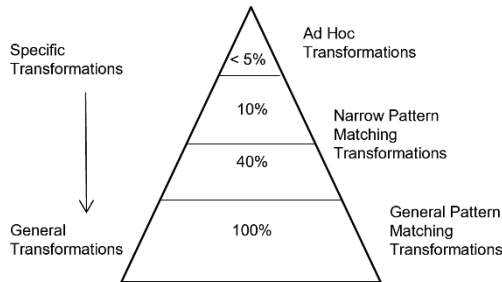 Specific
Transformations
General
Transformations
< 5%
10%
40%
100%
Ad Hoc
Transformations
Narrow Pattern
Matching
Transformations
General Pattern
Matching
Transformations